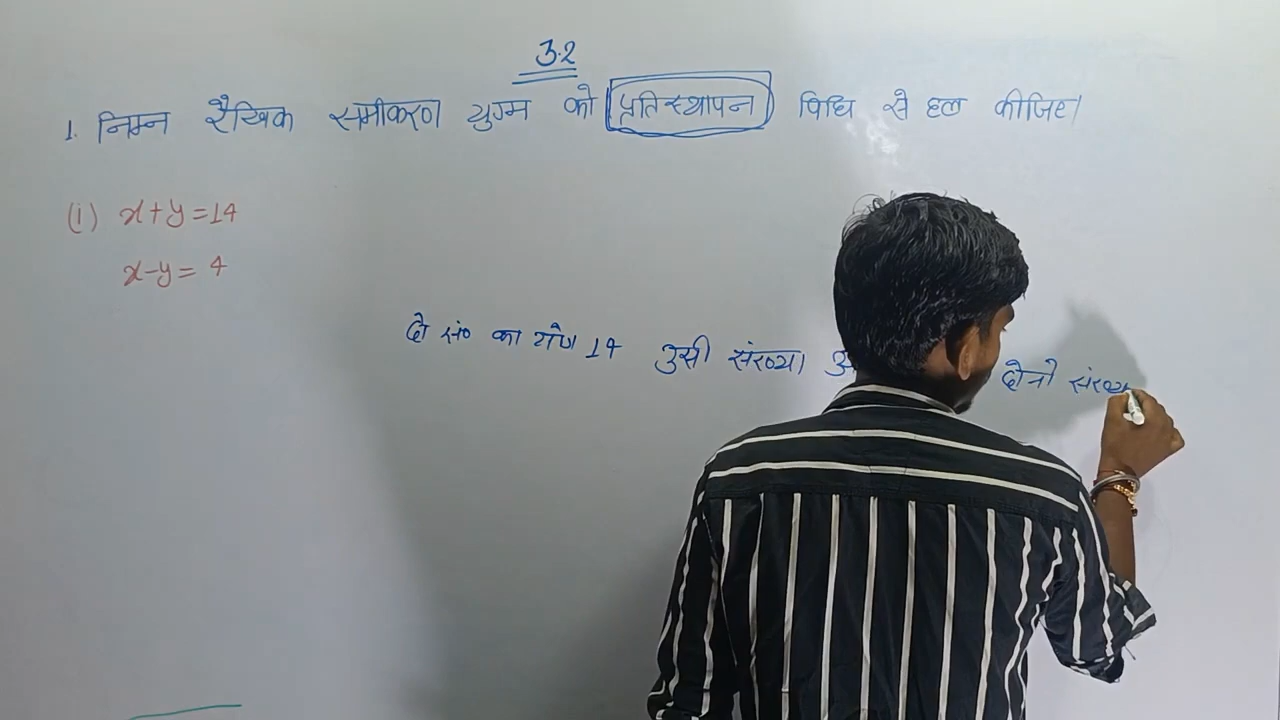 3.2
1. निम्न रैखिक समीकरण युग्म को प्रतिस्थापन विधि से हल कीजिए।
(i) x+y=14
x-y= 4
दो सं० का योग 14 उसी संख्या दोनो संख्या